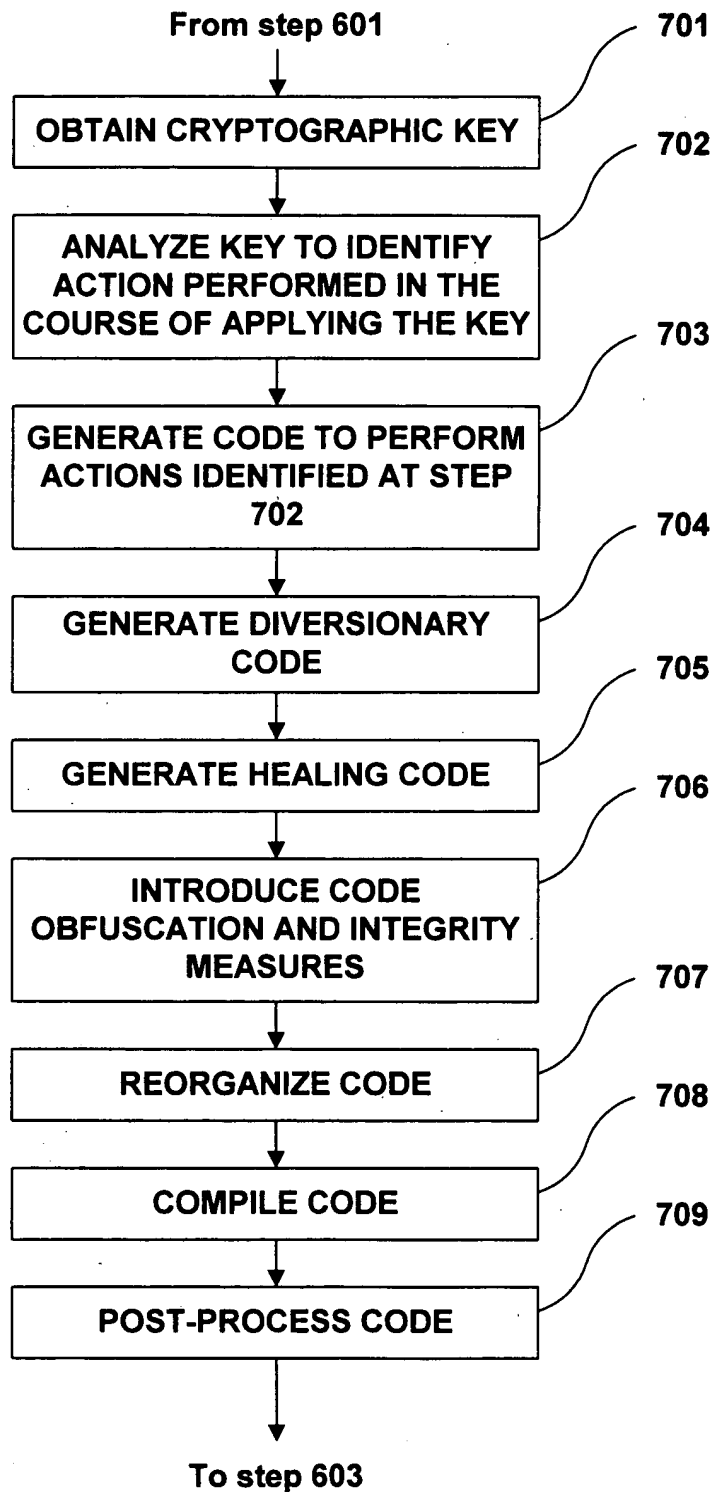 From step 601
701
OBTAIN CRYPTOGRAPHIC KEY
702
ANALYZE KEY TO IDENTIFY
ACTION PERFORMED IN THE
COURSE OF APPLYING THE KEY
703
GENERATE CODE TO PERFORM
ACTIONS IDENTIFIED AT STEP
702
704
GENERATE DIVERSIONARY
CODE
705
GENERATE HEALING CODE
706
INTRODUCE CODE
OBFUSCATION AND INTEGRITY
MEASURES
707
REORGANIZE CODE
708
COMPILE CODE
709
POST-PROCESS CODE
To step 603